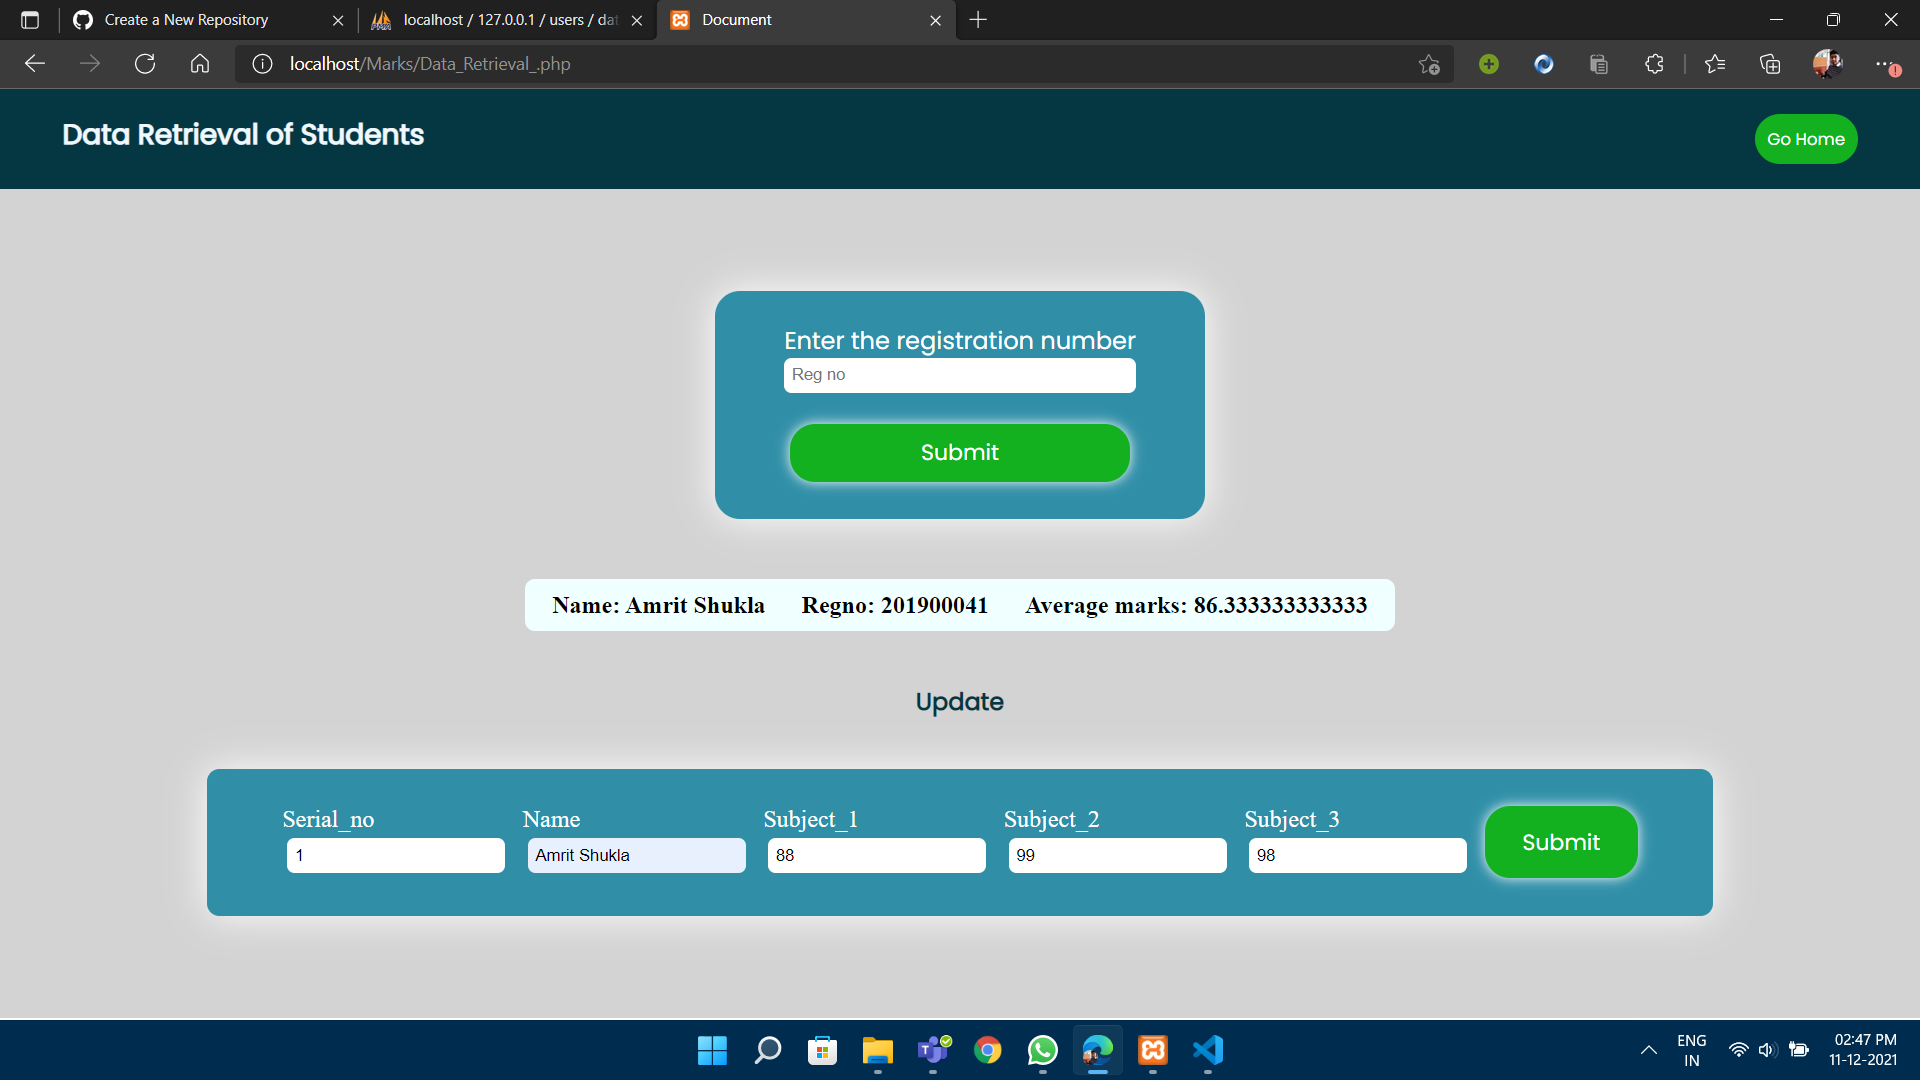 Create a New Repository
localhost / 127.0.0.1 / users / dat
Document
localhost/Marks/Data_Retrieval_.php
Data Retrieval of Students
Go Home
Enter the registration number
Reg no
Submit
Name: Amrit Shukla Regno: 201900041 Average marks: 86.333333333333
Update
Serial_no Name Subject_1 Subject_2 Subject_3
1 Amrit Shukla 88 99 98
Submit
ENG
IN
02:47 PM
11-12-2021